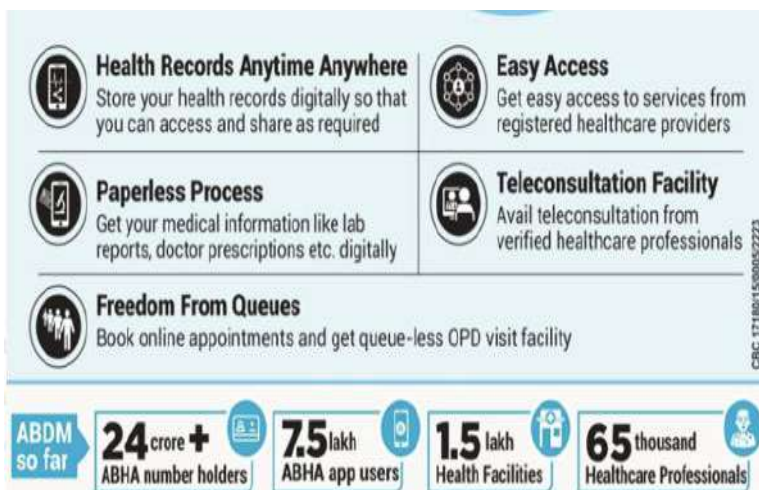 Health Records Anytime Anywhere
Store your health records digitally so that
you can access and share as required
Easy Access
Get easy access to services from
registered healthcare providers
Paperless Process
Get your medical information like lab
reports, doctor prescriptions etc. digitally
Teleconsultation Facility
Avail teleconsultation from
verified healthcare professionals
Freedom From Queues
Book online appointments and get queue-less OPD visit facility
ABDM
so far
24 crore +
ABHA number holders
7.5 lakh
ABHA app users
1.5 lakh
Health Facilities
65 thousand
Healthcare Professionals